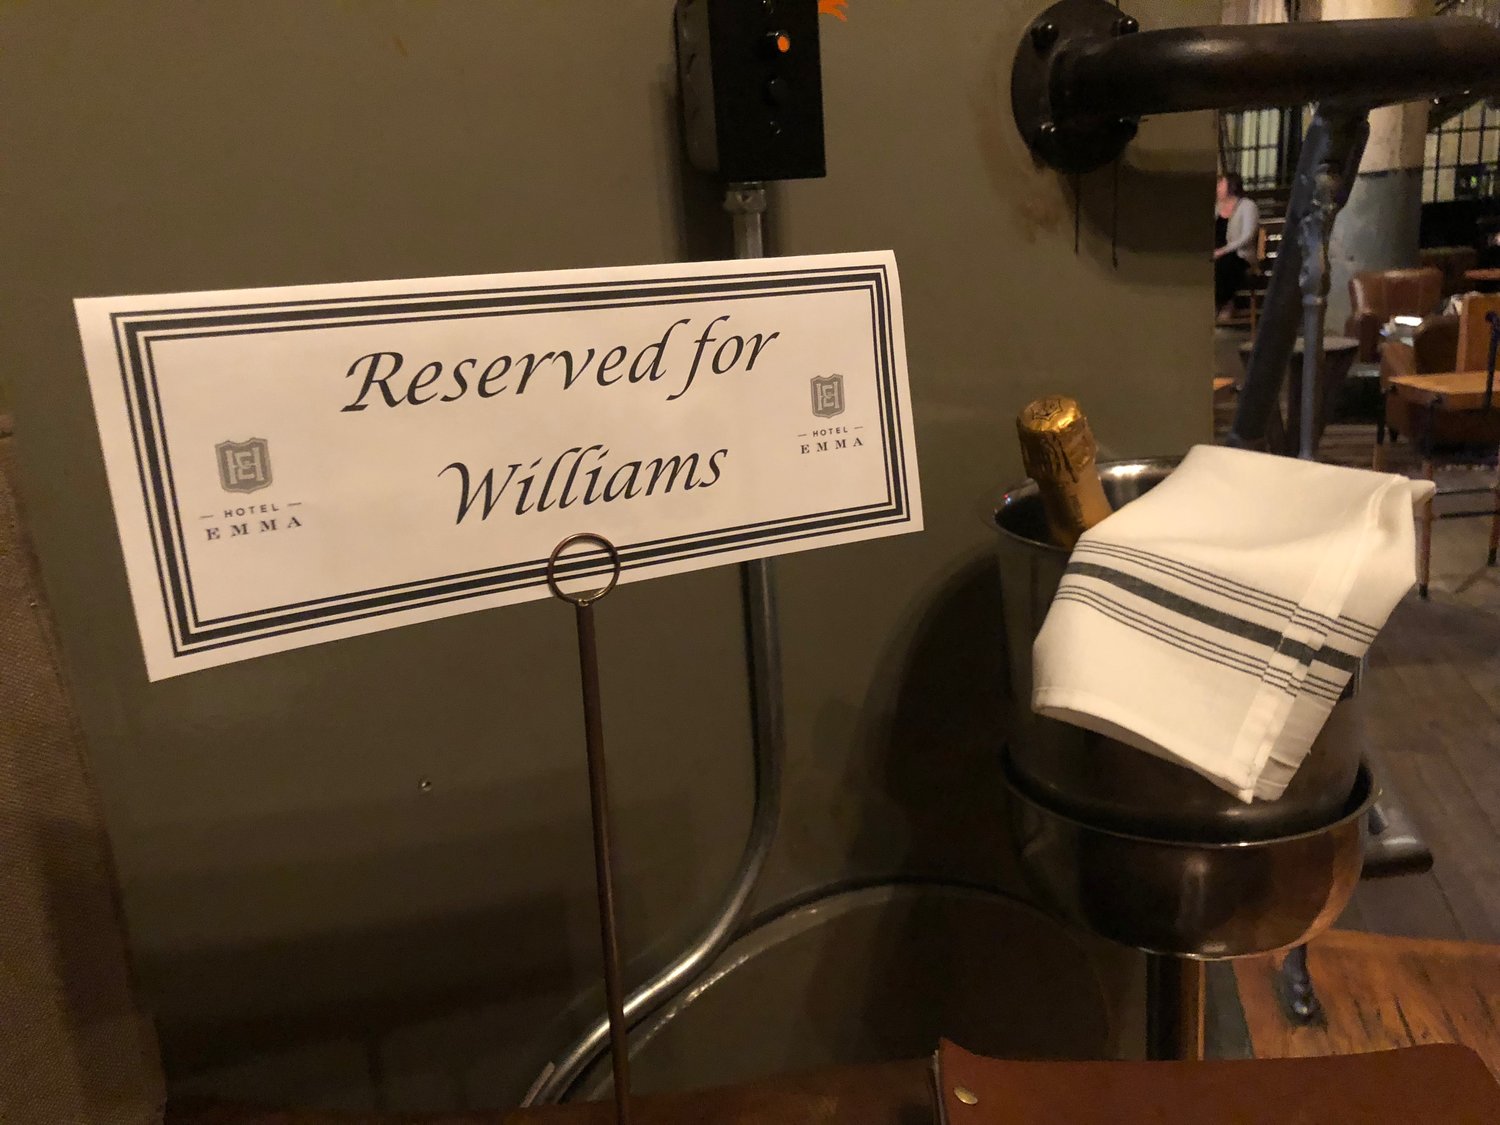 Reserved for
Williams
HOTEL
EMMA
HOTEL
EMMA